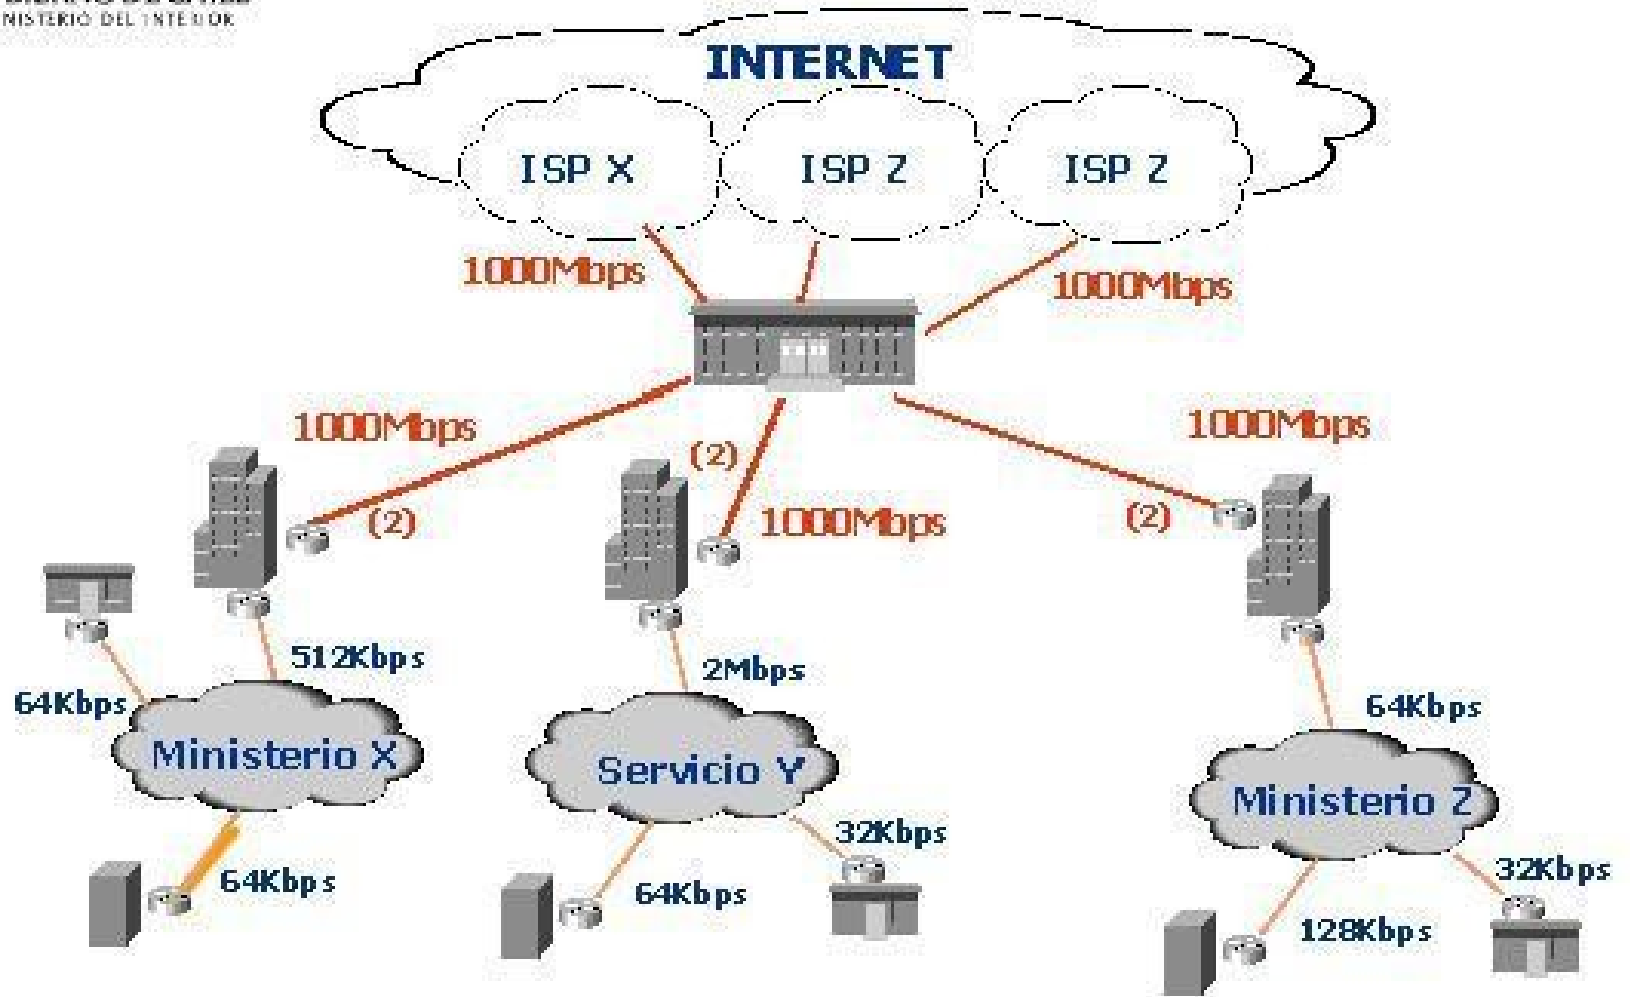 MINISTERIO DEL INTERIOR
INTERNET
ISP X
ISP Z
ISP Z
1000Mbps
1000Mbps
1000Mbps
(2)
(2)
1000Mbps
1000Mbps
(2)
512Kbps
64Kbps
2Mbps
64Kbps
Ministerio X
Servicio Y
Ministerio Z
64Kbps
64Kbps
32Kbps
128Kbps
32Kbps